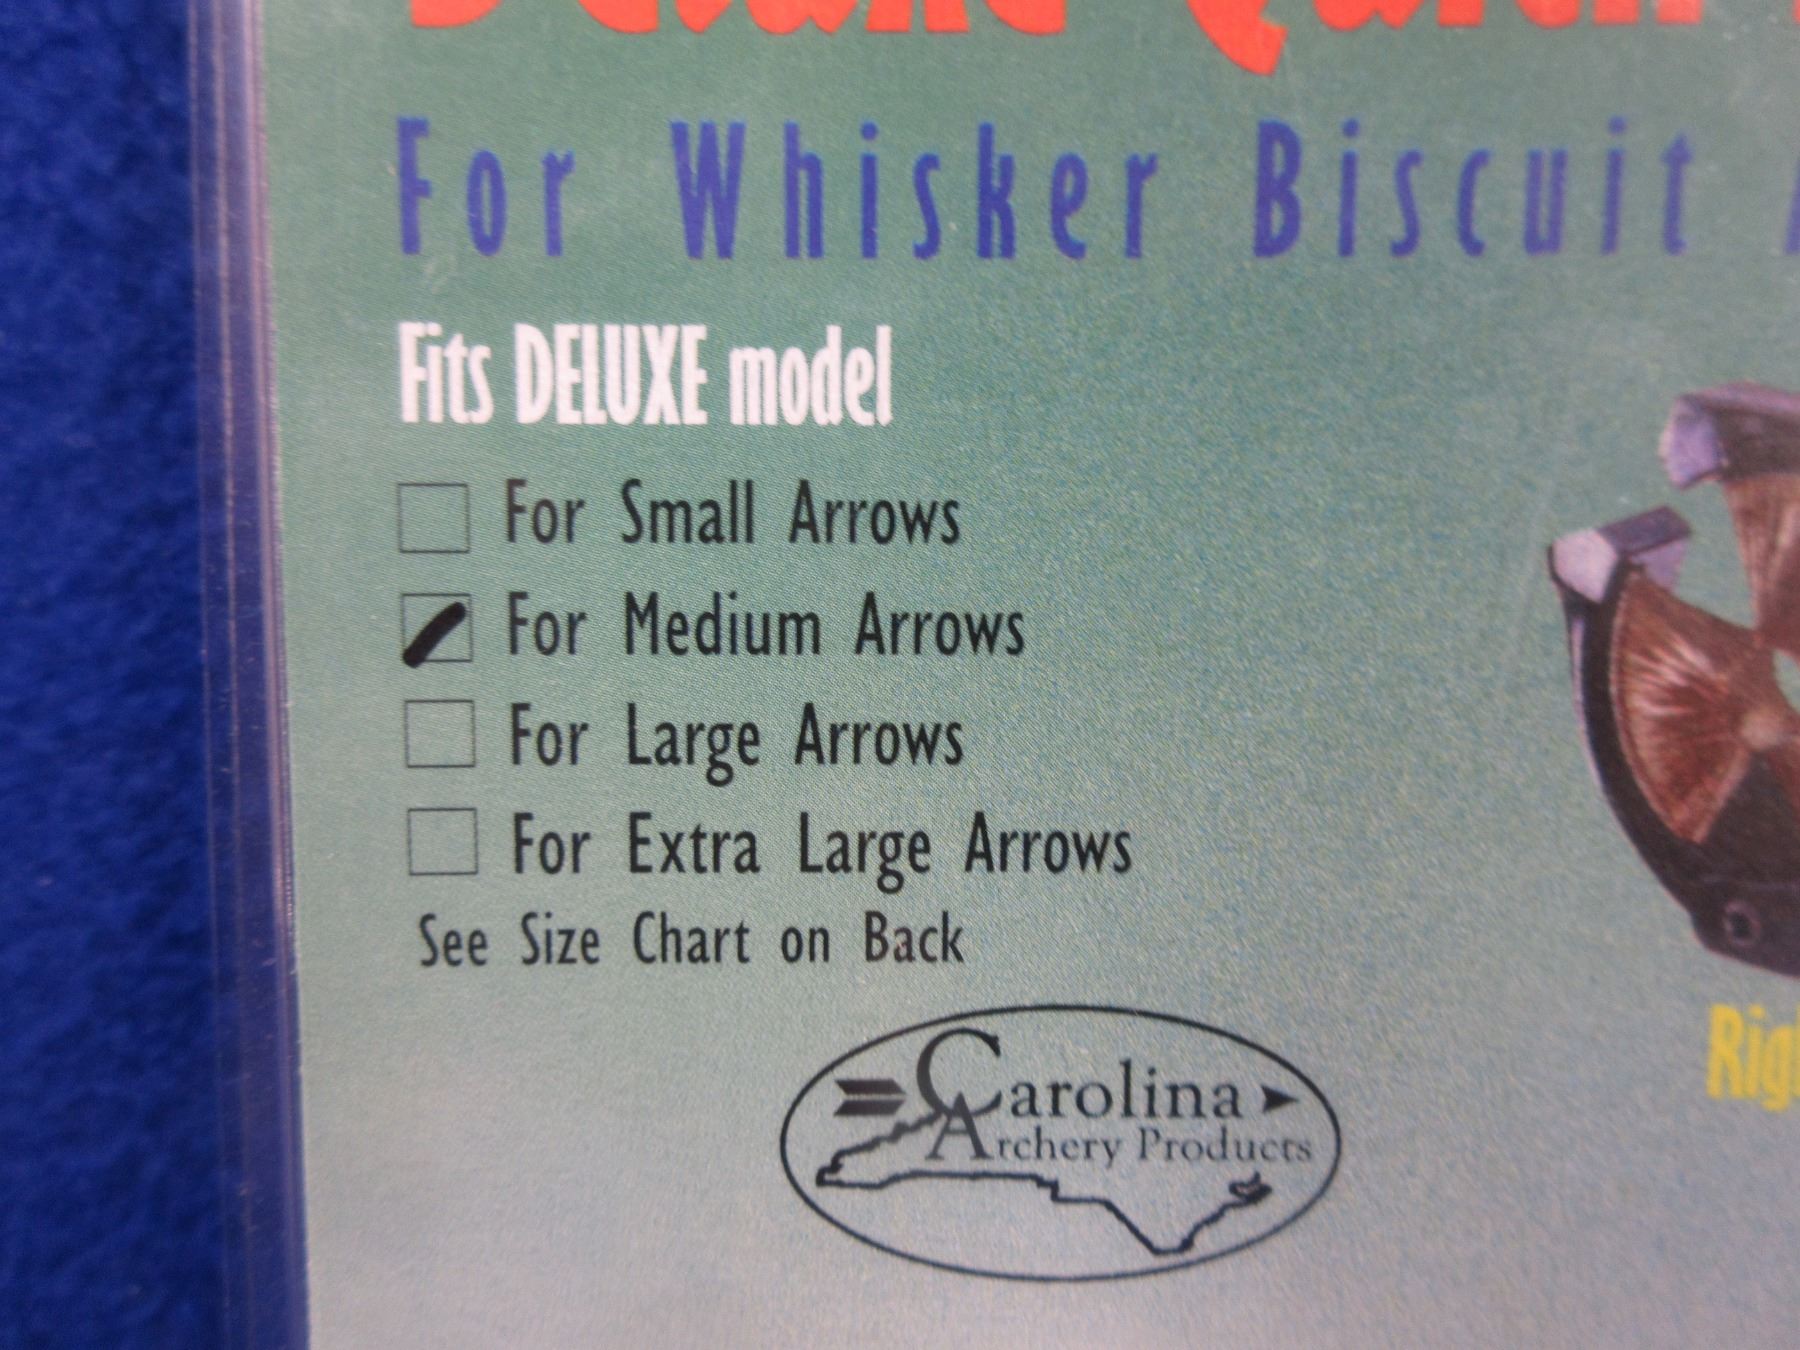 For Whisker Biscuit
Fits DELUXE model
For Small Arrows
For Medium Arrows
For Large Arrows
For Extra Large Arrows
See Size Chart on Back
Carolina
Archery Products